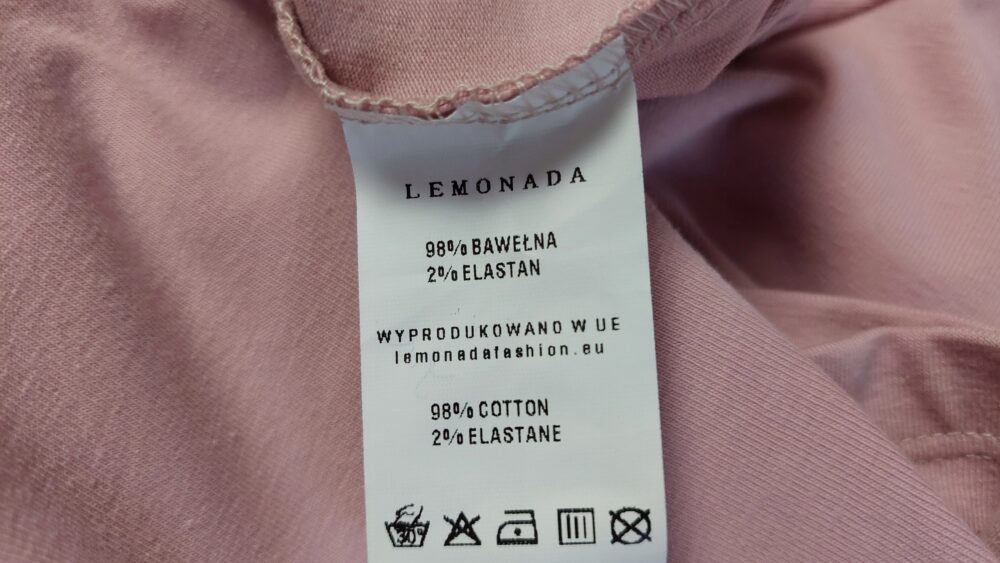 LEMONADA
98% BAWEŁNA
2% ELASTAN
WYPRODUKOWANO W UE
lemonadafashion.eu
98% COTTON
2% ELASTANE
30°